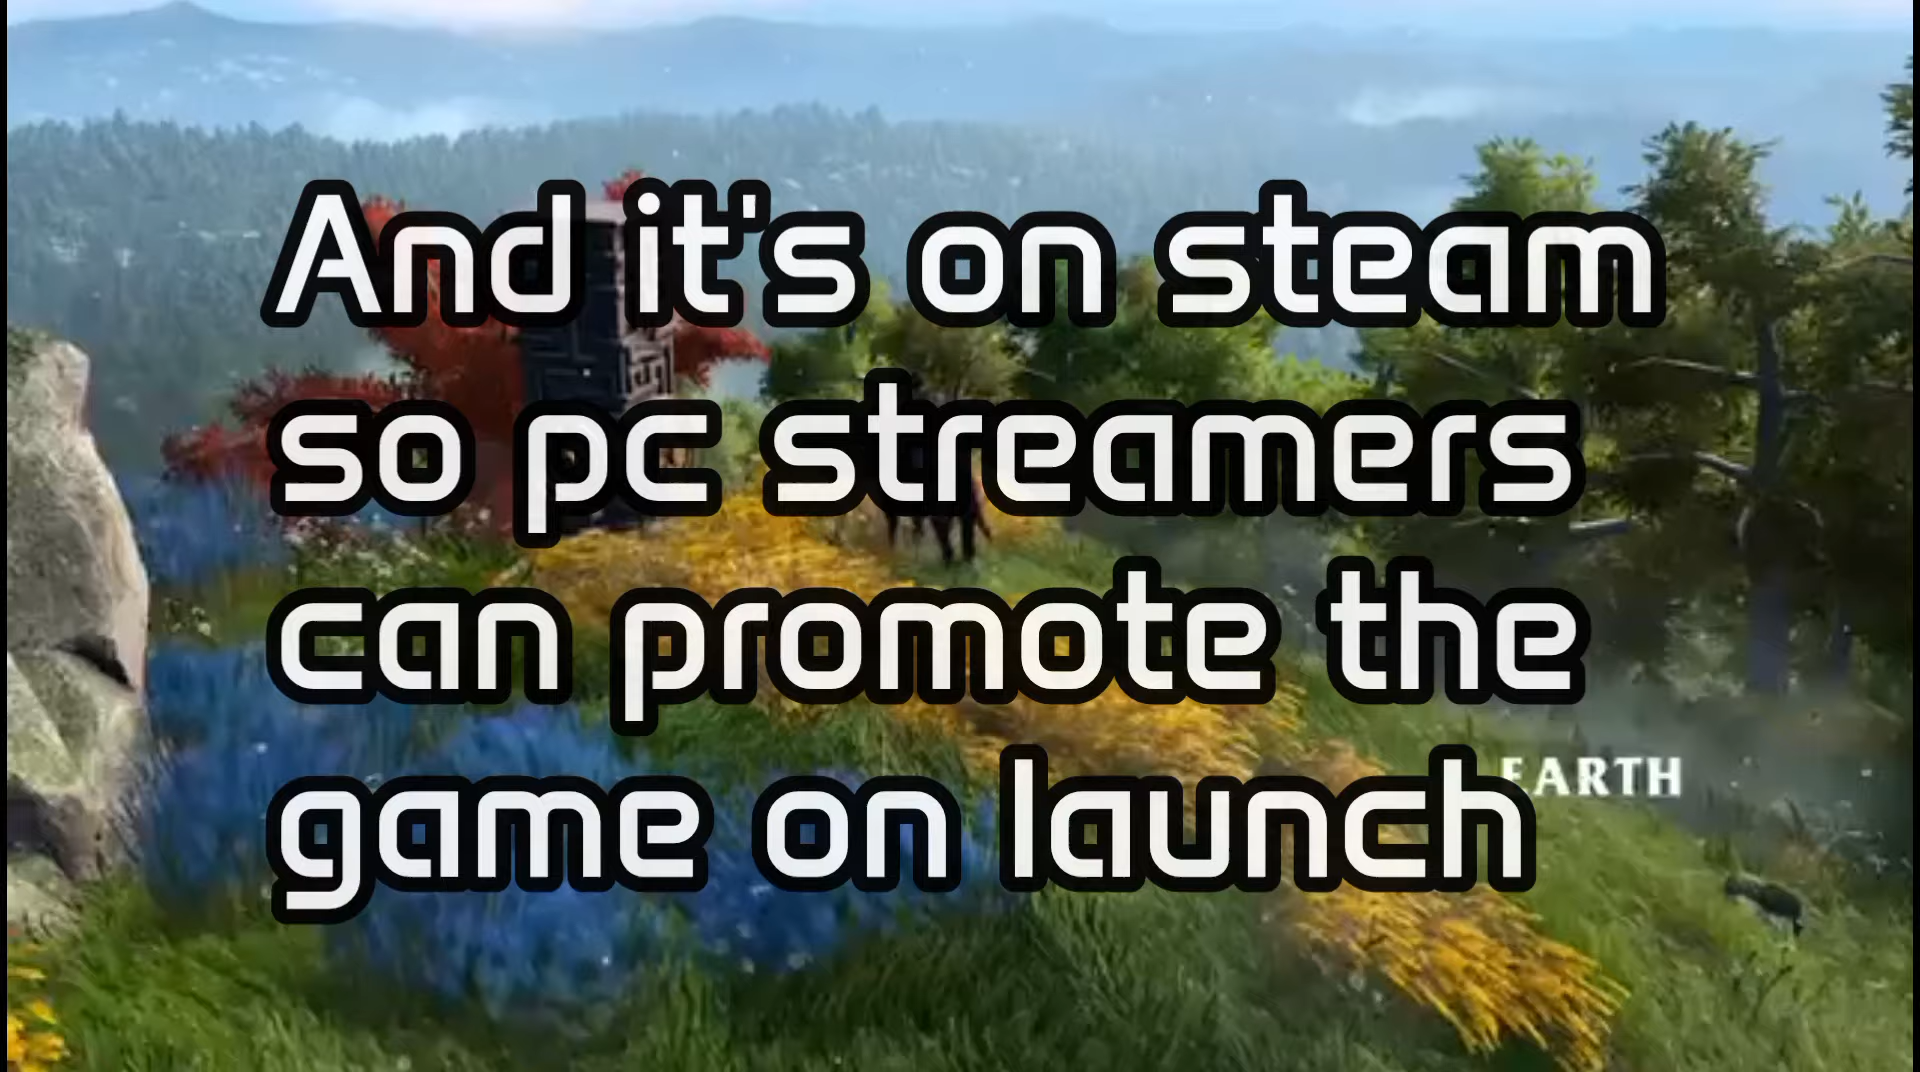 And it's on steam
so pc streamers
can promote the
game on launch
EARTH